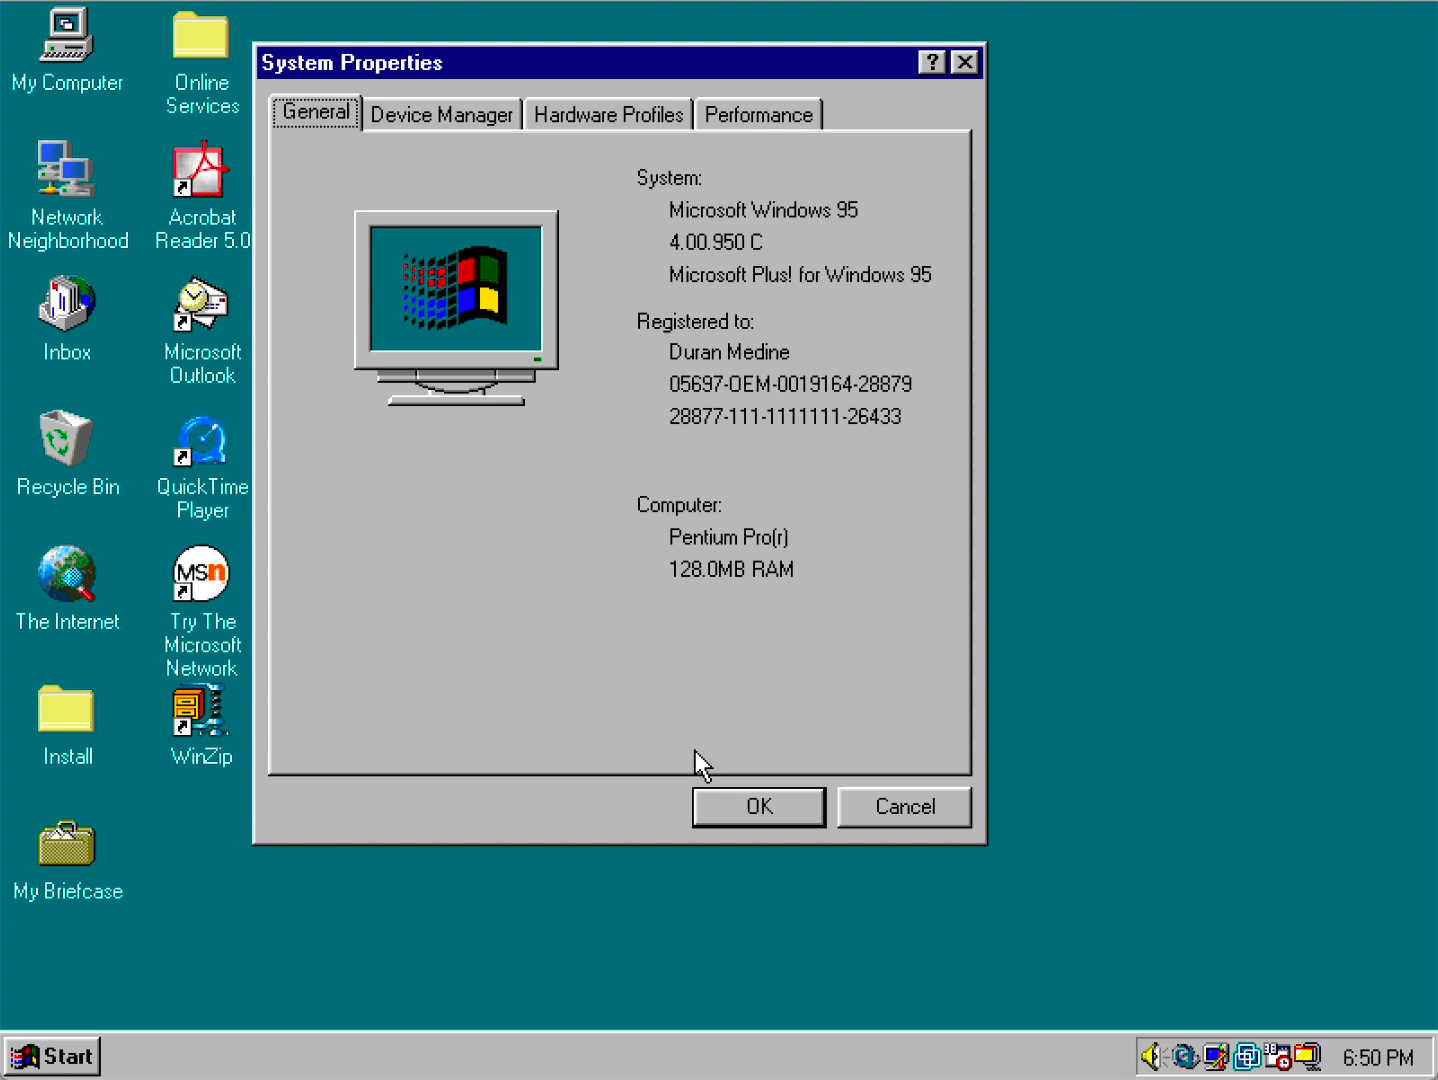 My Computer
Online
Services
Network
Neighborhood
Acrobat
Reader 5.0
Inbox
Microsoft
Outlook
Recycle Bin
QuickTime
Player
The Internet
msn
Try The
Microsoft
Network
Install
WinZip
My Briefcase
System Properties
?
General
Device Manager
Hardware Profiles
Performance
System:
Microsoft Windows 95
4.00.950 C
Microsoft Plus! for Windows 95
Registered to:
Duran Medine
05697-OEM-0019164-28879
28877-111-1111111-26433
Computer:
Pentium Pro(r)
128.0MB RAM
OK
Cancel
Start
6:50 PM